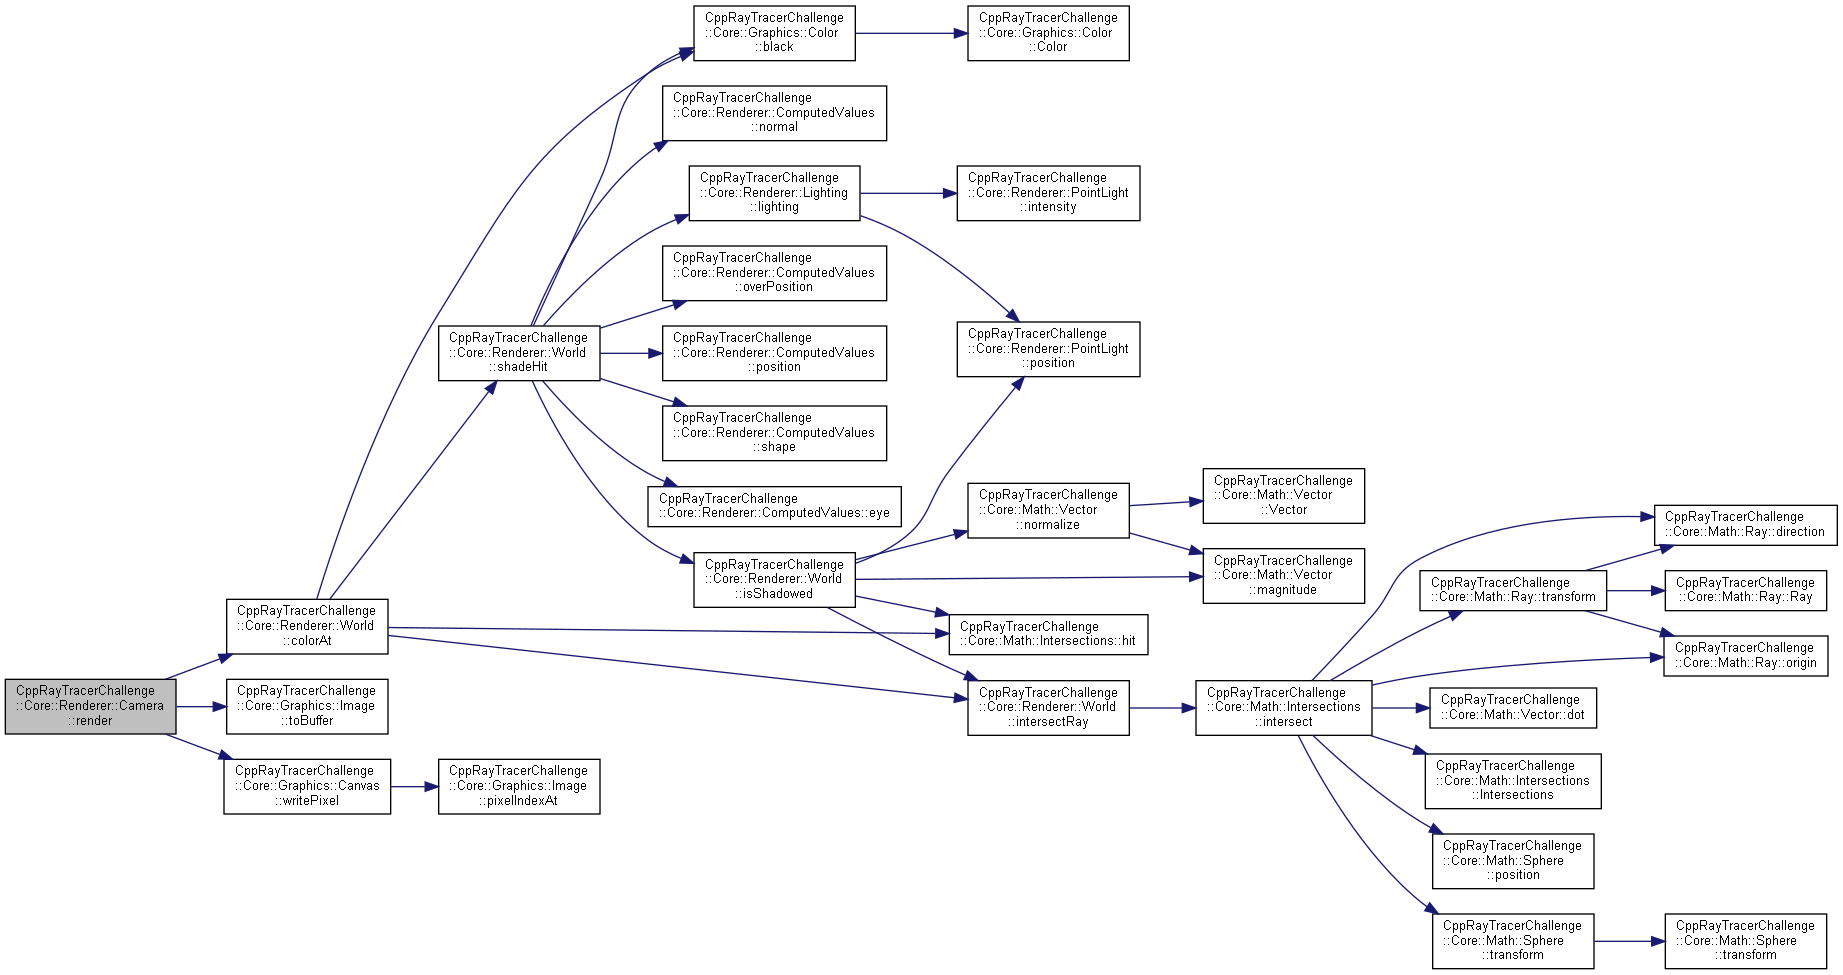 CppRayTracerChallenge
::Core::Graphics::Color
::black
CppRayTracerChallenge
::Core::Graphics::Color
::Color
CppRayTracerChallenge
::Core::Renderer::ComputedValues
::normal
CppRayTracerChallenge
::Core::Renderer::Lighting
::lighting
CppRayTracerChallenge
::Core::Renderer::PointLight
::intensity
CppRayTracerChallenge
::Core::Renderer::ComputedValues
::overPosition
CppRayTracerChallenge
::Core::Renderer::World
::shadeHit
CppRayTracerChallenge
::Core::Renderer::ComputedValues
::position
CppRayTracerChallenge
::Core::Renderer::PointLight
::position
CppRayTracerChallenge
::Core::Renderer::ComputedValues
::shape
CppRayTracerChallenge
::Core::Renderer::ComputedValues::eye
CppRayTracerChallenge
::Core::Math::Vector
::normalize
CppRayTracerChallenge
::Core::Math::Vector
::Vector
CppRayTracerChallenge
::Core::Math::Ray::direction
CppRayTracerChallenge
::Core::Renderer::World
::isShadowed
CppRayTracerChallenge
::Core::Math::Vector
::magnitude
CppRayTracerChallenge
::Core::Math::Ray::transform
CppRayTracerChallenge
::Core::Math::Ray::Ray
CppRayTracerChallenge
::Core::Renderer::World
::colorAt
CppRayTracerChallenge
::Core::Math::Intersections::hit
CppRayTracerChallenge
::Core::Math::Ray::origin
CppRayTracerChallenge
::Core::Renderer::Camera
::render
CppRayTracerChallenge
::Core::Graphics::Image
::toBuffer
CppRayTracerChallenge
::Core::Renderer::World
::intersectRay
CppRayTracerChallenge
::Core::Math::Intersections
::intersect
CppRayTracerChallenge
::Core::Math::Vector::dot
CppRayTracerChallenge
::Core::Graphics::Canvas
::writePixel
CppRayTracerChallenge
::Core::Graphics::Image
::pixelIndexAt
CppRayTracerChallenge
::Core::Math::Intersections
::Intersections
CppRayTracerChallenge
::Core::Math::Sphere
::position
CppRayTracerChallenge
::Core::Math::Sphere
::transform
CppRayTracerChallenge
::Core::Math::Sphere
::transform